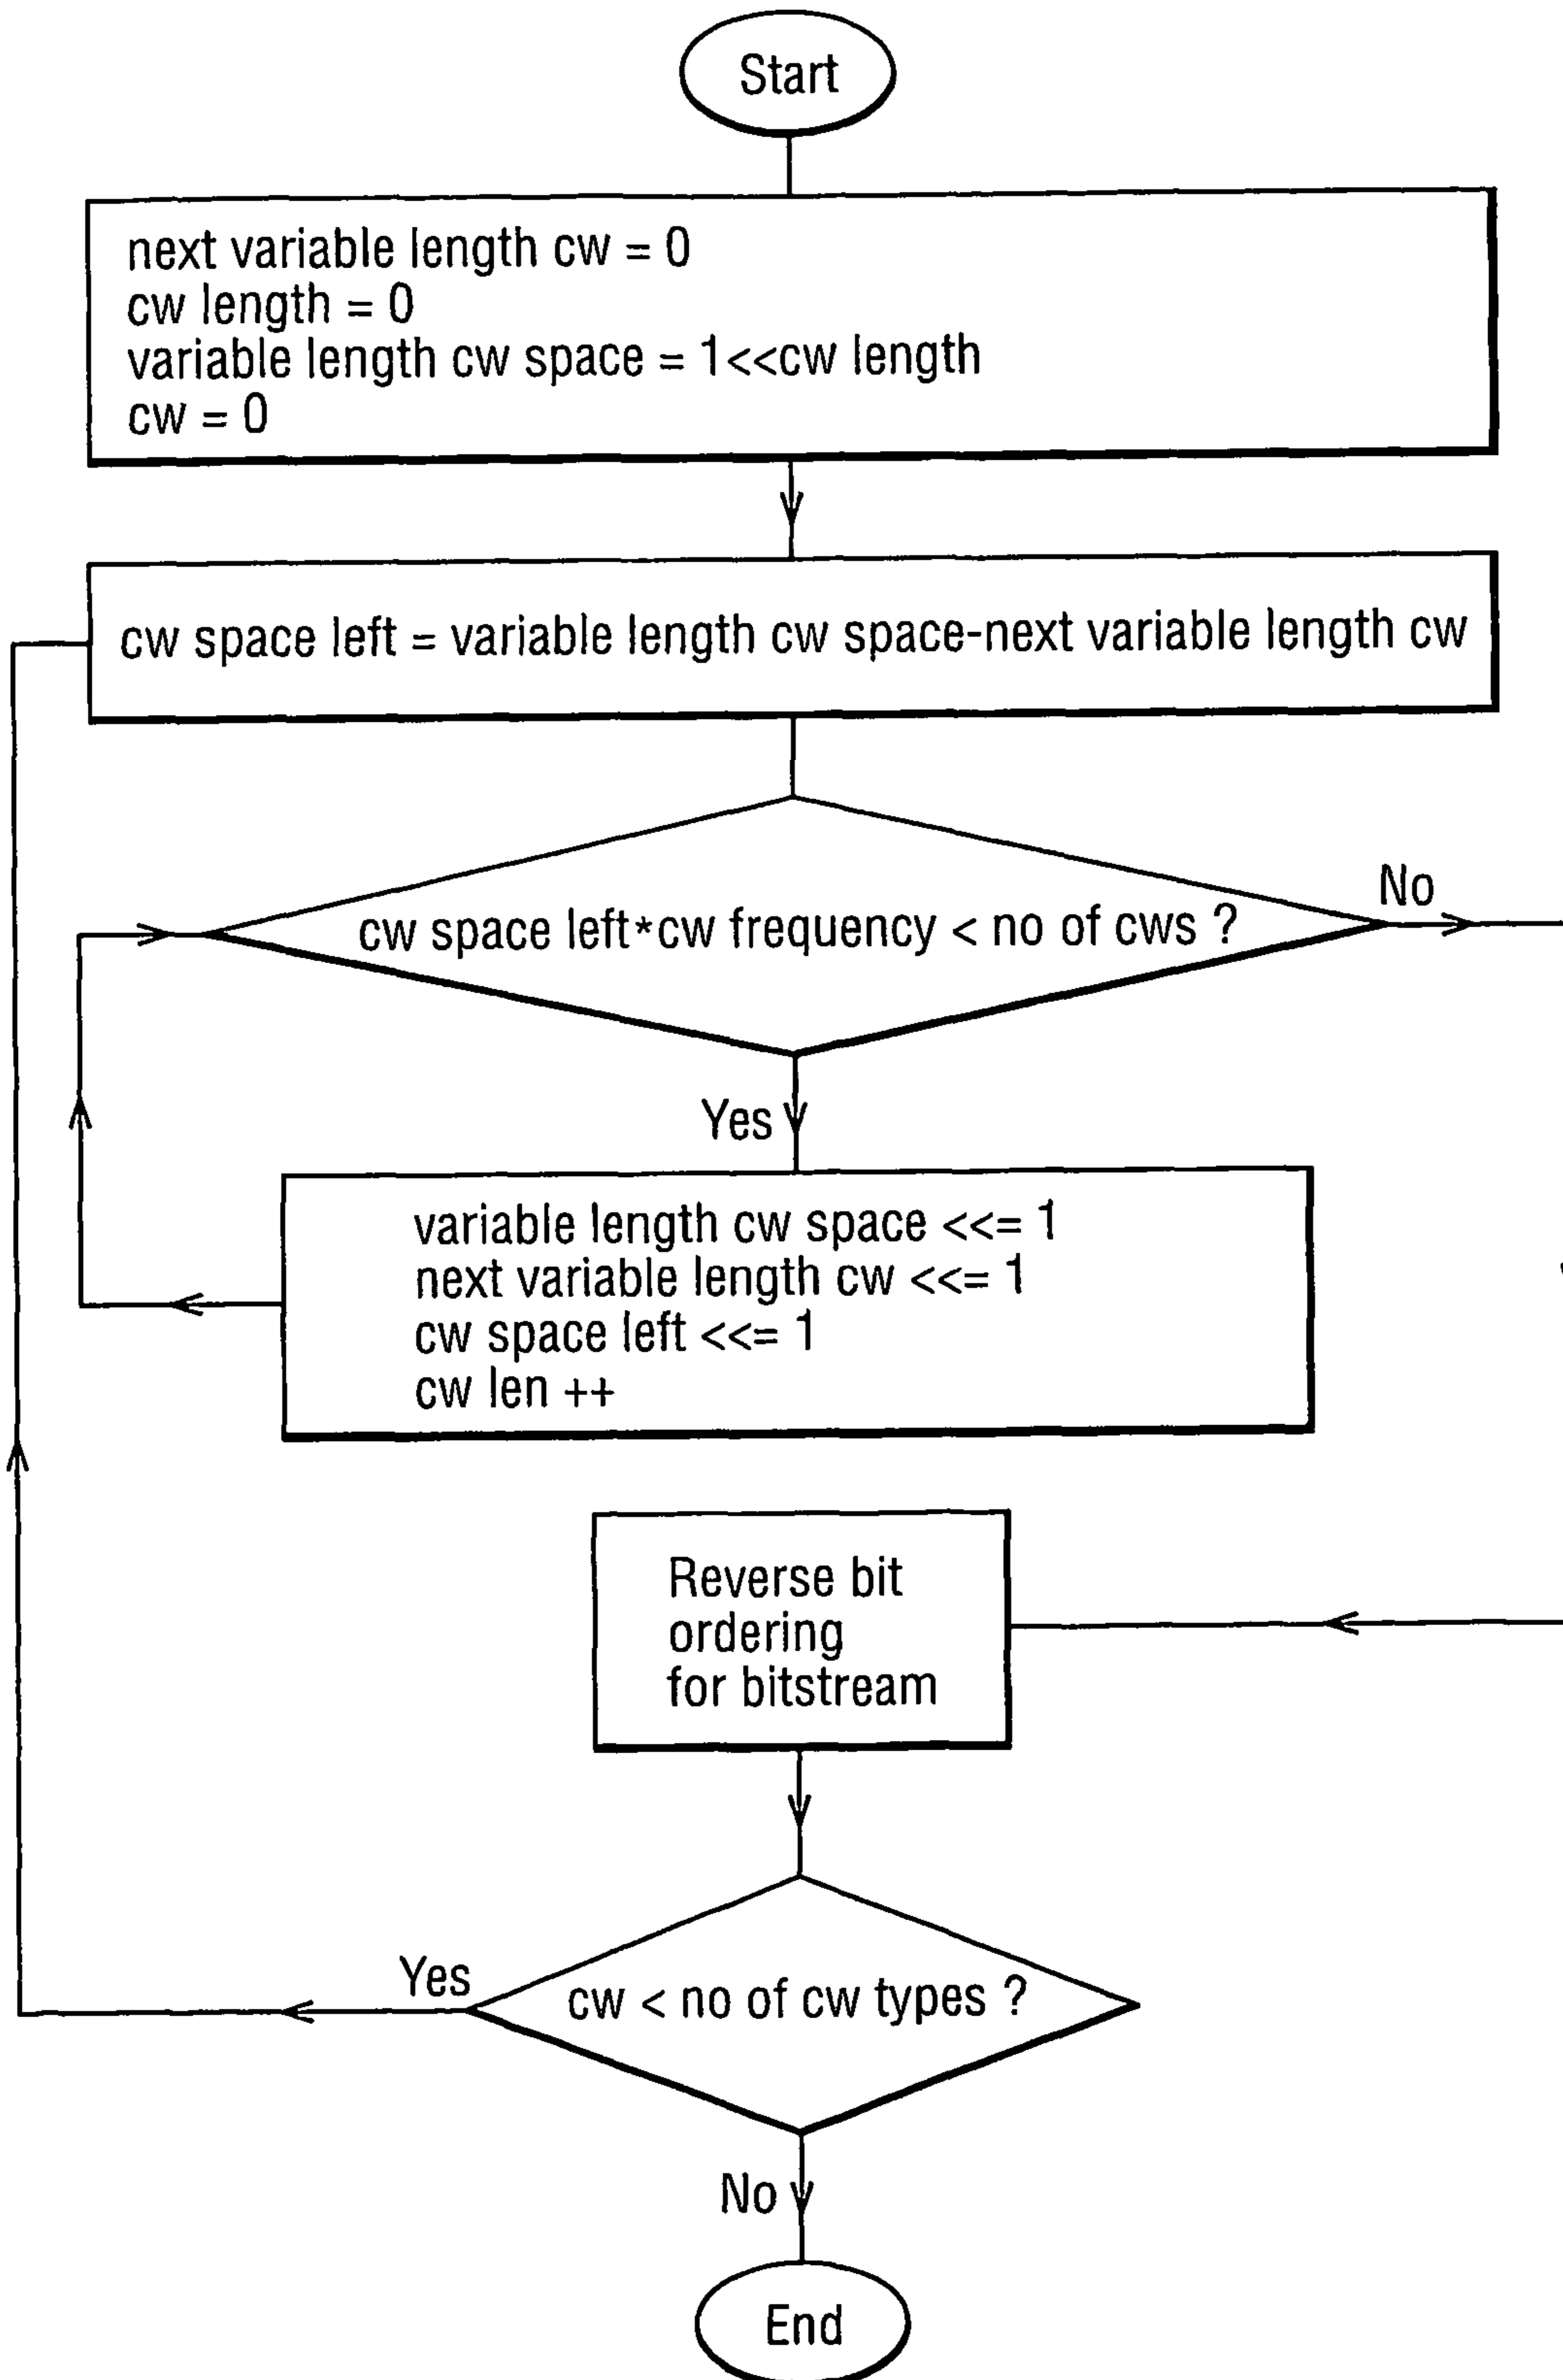 Start
next variable length cw = 0
cw length = 0
variable length cw space = 1<<cw length
cw = 0
cw space left = variable length cw space-next variable length cw
cw space left*cw frequency < no of cws ?
No
Yes
variable length cw space <<= 1
next variable length cw <<= 1
cw space left <<= 1
cw len ++
Reverse bit
ordering
for bitstream
Yes
cw < no of cw types ?
No
End